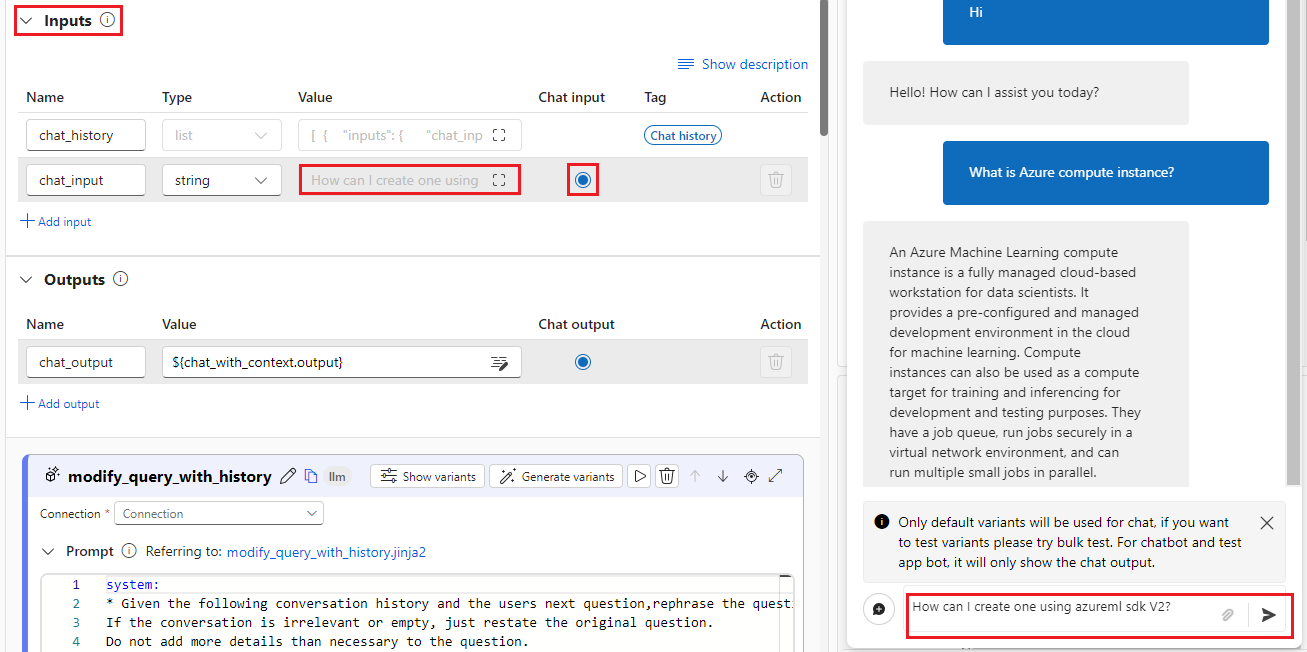 Inputs
Show description
Name Type Value Chat input Tag Action
chat_history list [ { "inputs": { "chat_inp Chat history
chat_input string How can I create one using
Add input
Outputs
Name Value Chat output Action
chat_output ${chat_with_context.output}
Add output
modify_query_with_history llm Show variants Generate variants
Connection * Connection
Prompt Referring to: modify_query_with_history.jinja2
1 system:
2 * Given the following conversation history and the users next question,rephrase the questi
3 If the conversation is irrelevant or empty, just restate the original question.
4 Do not add more details than necessary to the question.
Hi
Hello! How can I assist you today?
What is Azure compute instance?
An Azure Machine Learning compute
instance is a fully managed cloud-based
workstation for data scientists. It
provides a pre-configured and managed
development environment in the cloud
for machine learning. Compute
instances can also be used as a compute
target for training and inferencing for
development and testing purposes. They
have a job queue, run jobs securely in a
virtual network environment, and can
run multiple small jobs in parallel.
Only default variants will be used for chat, if you want
to test variants please try bulk test. For chatbot and test
app bot, it will only show the chat output.
How can I create one using azureml sdk V2?